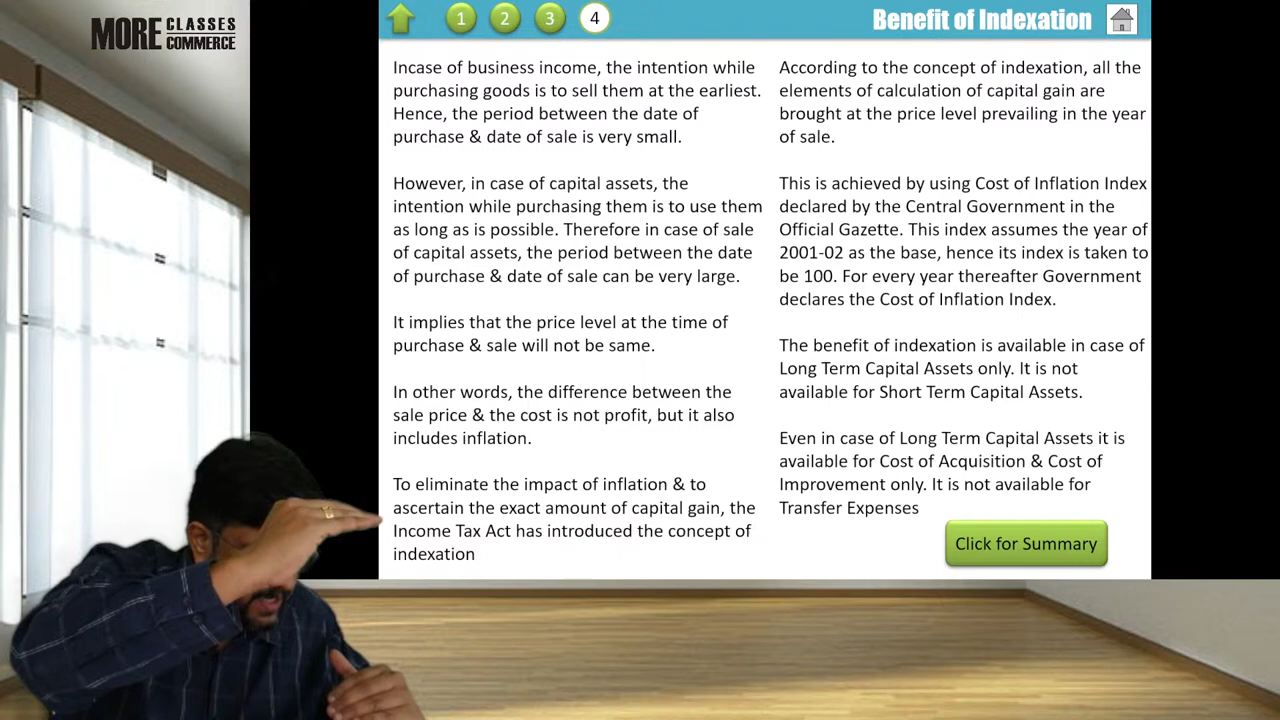 MORE CLASSES COMMERCE
1 2 3 4
Benefit of Indexation
Incase of business income, the intention while
purchasing goods is to sell them at the earliest.
Hence, the period between the date of
purchase & date of sale is very small.
However, in case of capital assets, the
intention while purchasing them is to use them
as long as is possible. Therefore in case of sale
of capital assets, the period between the date
of purchase & date of sale can be very large.
It implies that the price level at the time of
purchase & sale will not be same.
In other words, the difference between the
sale price & the cost is not profit, but it also
includes inflation.
To eliminate the impact of inflation & to
ascertain the exact amount of capital gain, the
Income Tax Act has introduced the concept of
indexation
According to the concept of indexation, all the
elements of calculation of capital gain are
brought at the price level prevailing in the year
of sale.
This is achieved by using Cost of Inflation Index
declared by the Central Government in the
Official Gazette. This index assumes the year of
2001-02 as the base, hence its index is taken to
be 100. For every year thereafter Government
declares the Cost of Inflation Index.
The benefit of indexation is available in case of
Long Term Capital Assets only. It is not
available for Short Term Capital Assets.
Even in case of Long Term Capital Assets it is
available for Cost of Acquisition & Cost of
Improvement only. It is not available for
Transfer Expenses
Click for Summary